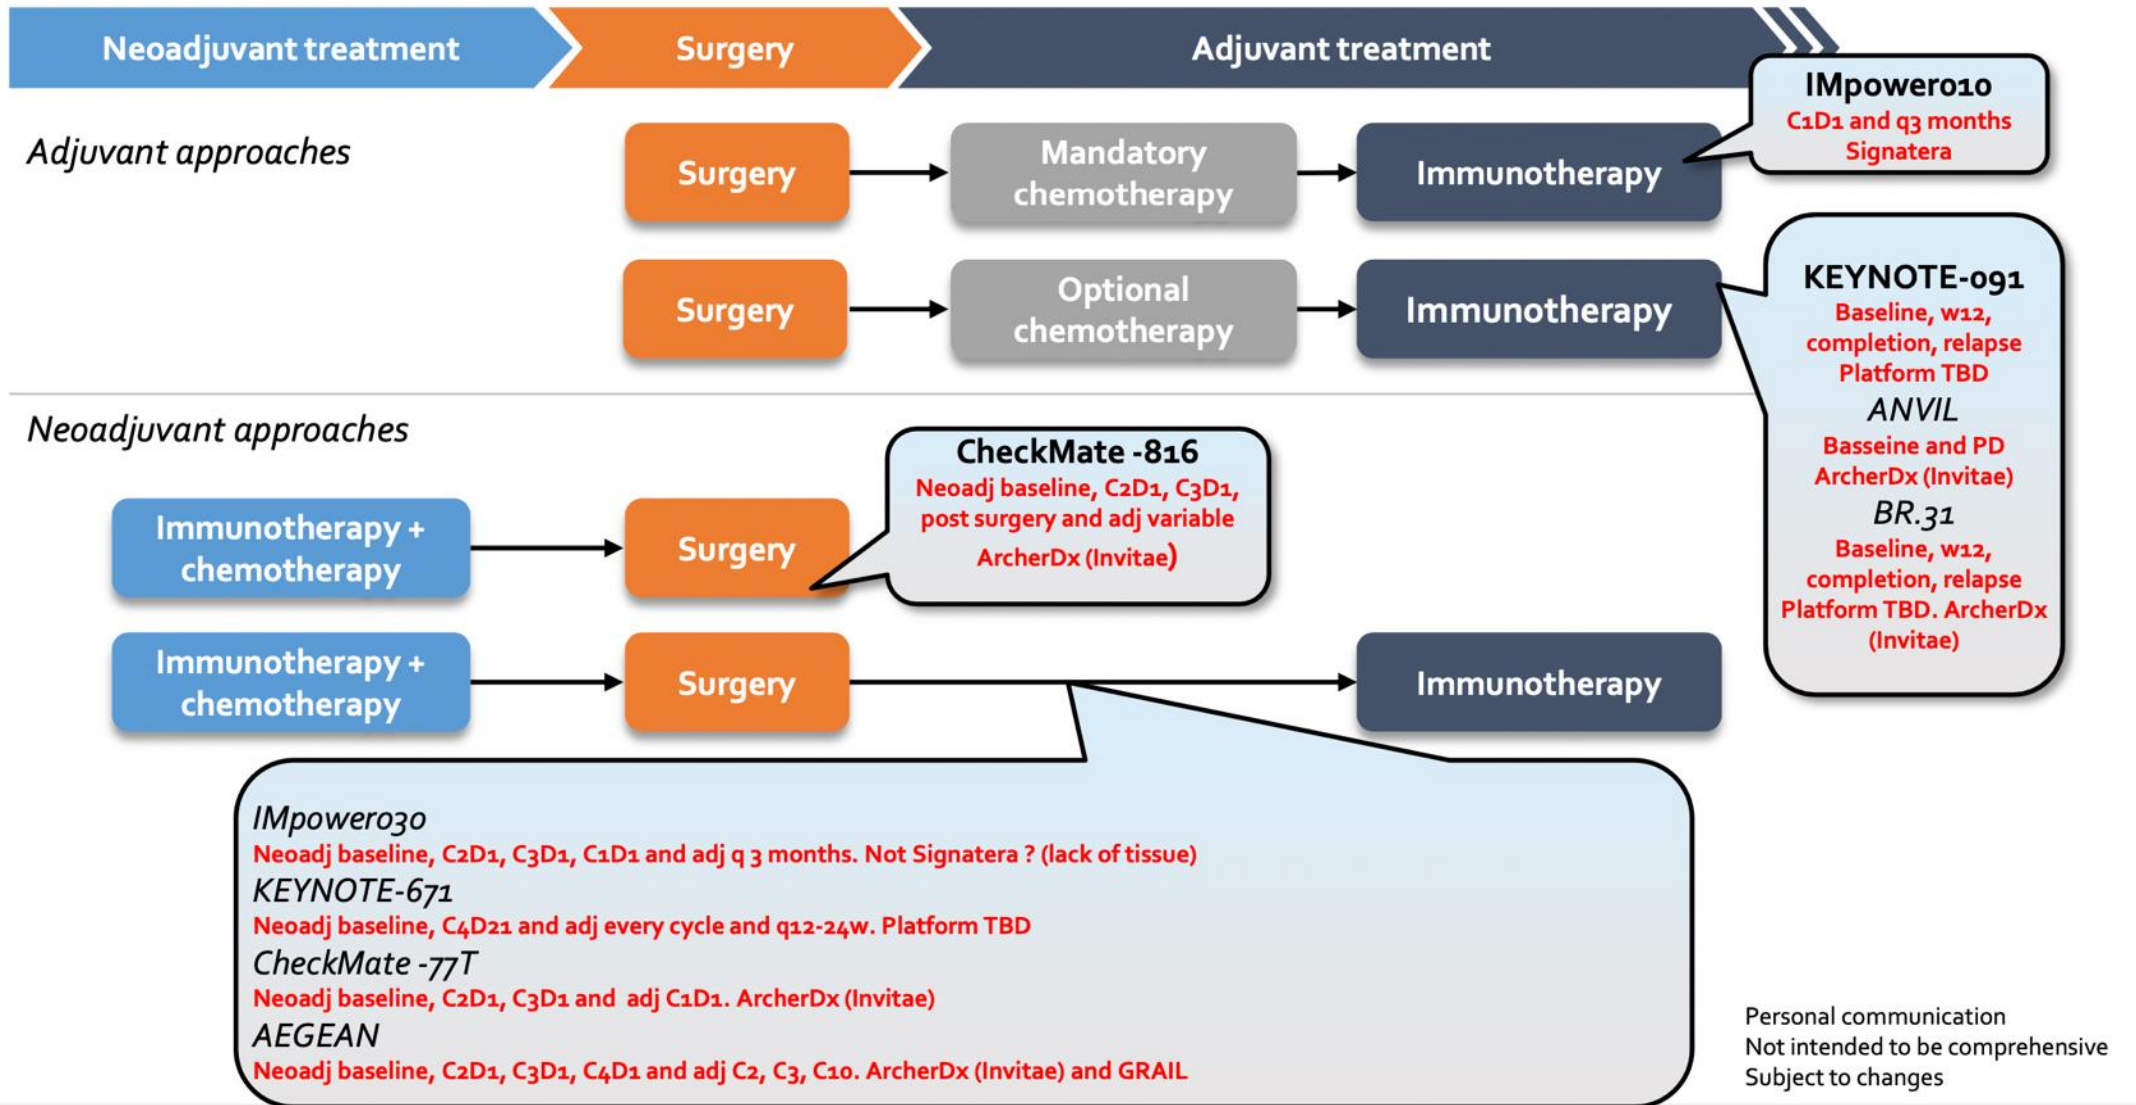 Neoadjuvant treatment
Surgery
Adjuvant treatment
Adjuvant approaches
Surgery
Mandatory
chemotherapy
Immunotherapy
IMpower010
C1D1 and q3 months
Signatera
Surgery
Optional
chemotherapy
Immunotherapy
KEYNOTE-091
Baseline, w12,
completion, relapse
Platform TBD
ANVIL
Basseine and PD
ArcherDx (Invitae)
BR.31
Baseline, w12,
completion, relapse
Platform TBD. ArcherDx
(Invitae)
Neoadjuvant approaches
Immunotherapy +
chemotherapy
Surgery
CheckMate -816
Neoadj baseline, C2D1, C3D1,
post surgery and adj variable
ArcherDx (Invitae)
Immunotherapy +
chemotherapy
Surgery
Immunotherapy
IMpower030
Neoadj baseline, C2D1, C3D1, C1D1 and adj q 3 months. Not Signatera ? (lack of tissue)
KEYNOTE-671
Neoadj baseline, C4D21 and adj every cycle and q12-24w. Platform TBD
CheckMate -77T
Neoadj baseline, C2D1, C3D1 and adj C1D1. ArcherDx (Invitae)
AEGEAN
Neoadj baseline, C2D1, C3D1, C4D1 and adj C2, C3, C10. ArcherDx (Invitae) and GRAIL
Personal communication
Not intended to be comprehensive
Subject to changes